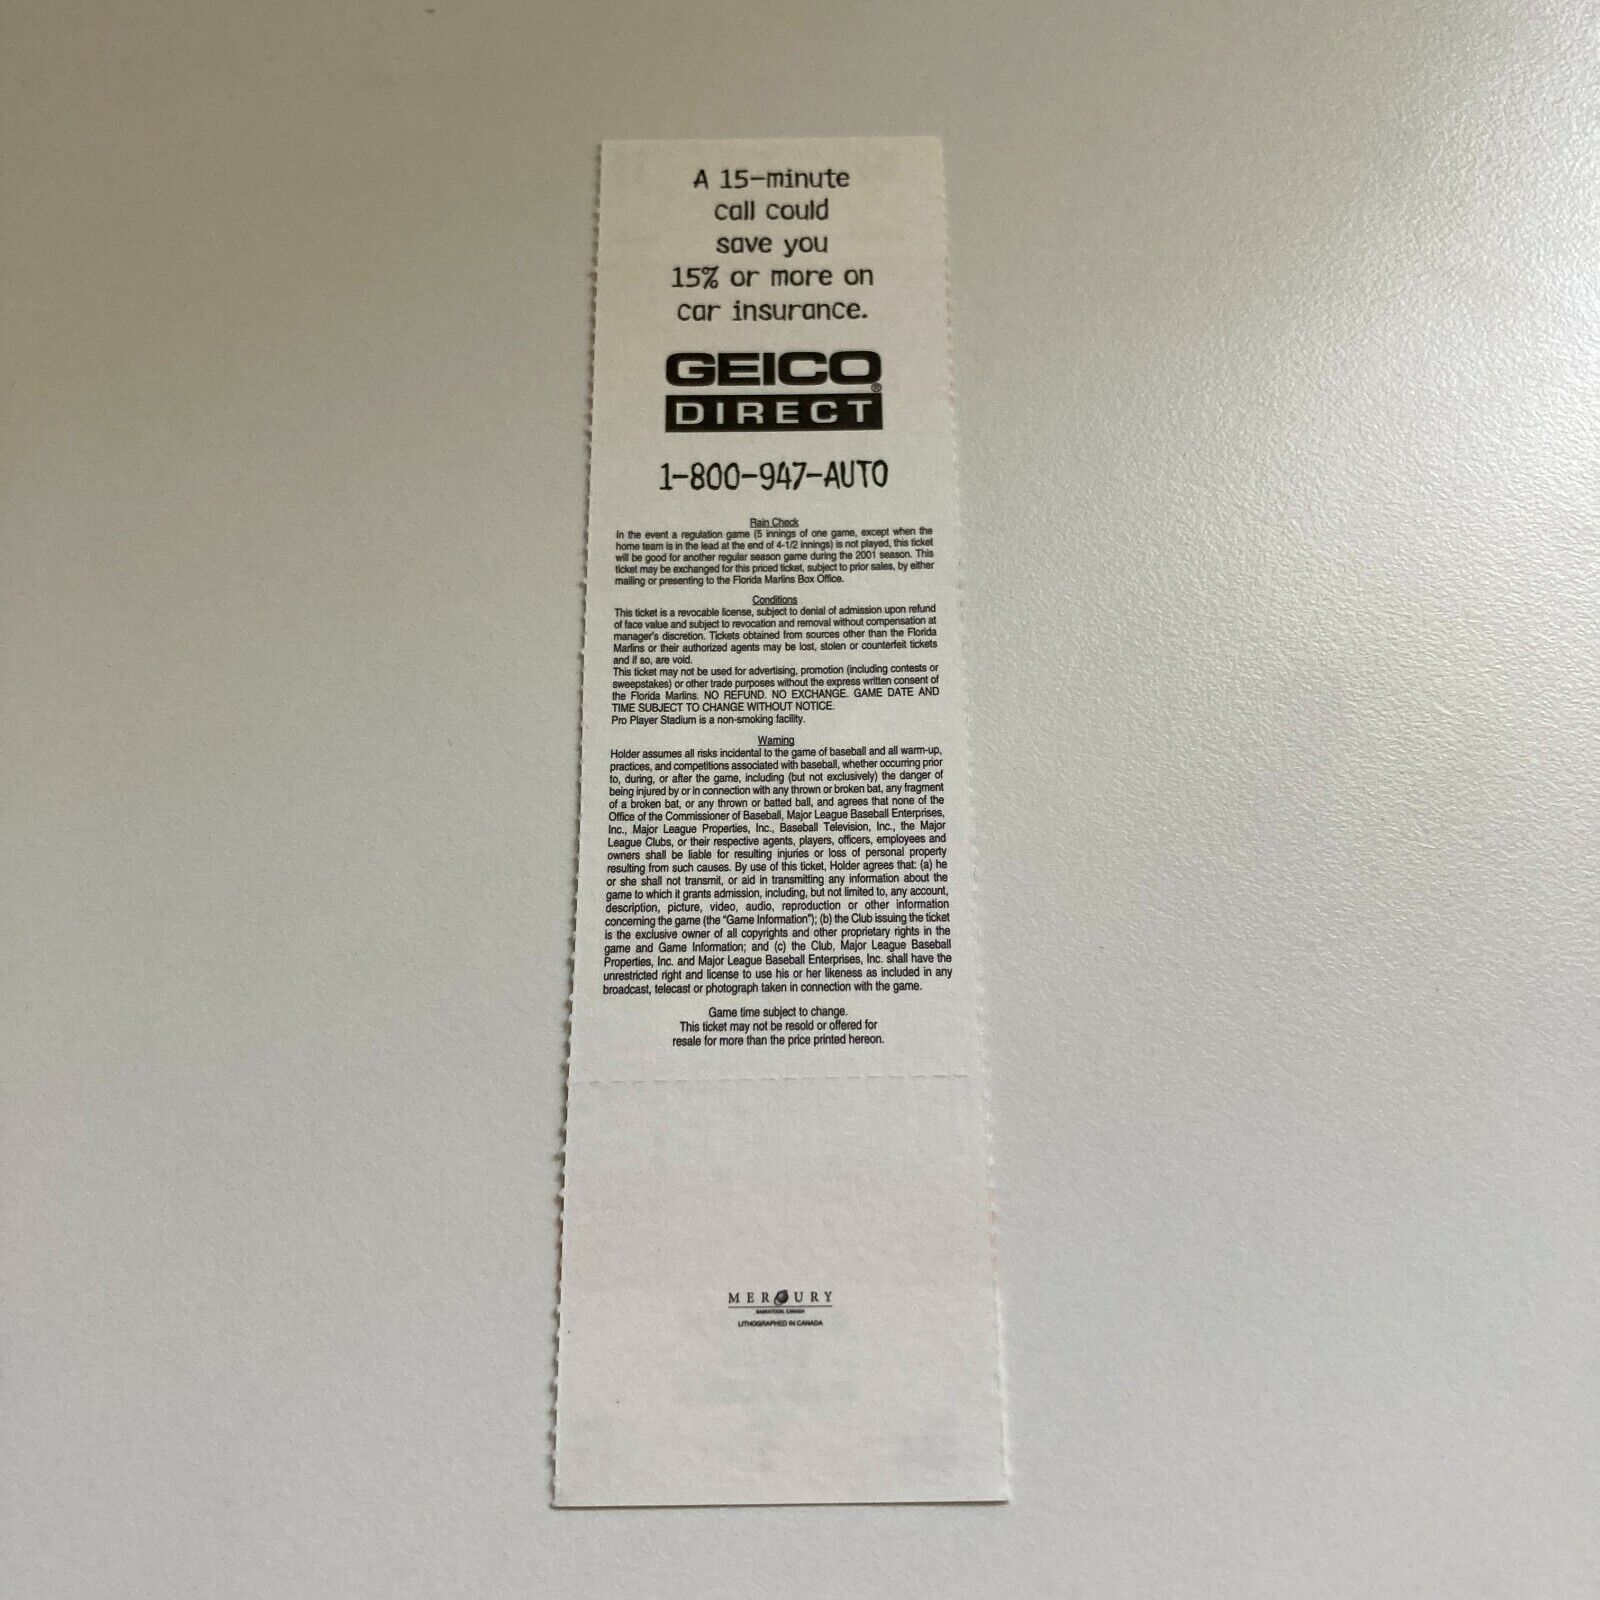 A 15-minute
call could
save you
15% or more on
car insurance.
GEICO®
DIRECT
1-800-947-AUTO
Rain Check
In the event a regulation game (5 innings of one game, except when the
home team is in the lead at the end of 4-1/2 innings) is not played, this ticket
will be good for another regular season game during the 2001 season. This
ticket may be exchanged for this priced ticket, subject to prior sales, by either
mailing or presenting to the Florida Marlins Box Office.
Conditions
This ticket is a revocable license, subject to denial of admission upon refund
of face value and subject to revocation and removal without compensation at
manager's discretion. Tickets obtained from sources other than the Florida
Marlins or their authorized agents may be lost, stolen or counterfeit tickets
and if so, are void.
This ticket may not be used for advertising, promotion (including contests or
sweepstakes) or other trade purposes without the express written consent of
the Florida Marlins. NO REFUND. NO EXCHANGE. GAME DATE AND
TIME SUBJECT TO CHANGE WITHOUT NOTICE.
Pro Player Stadium is a non-smoking facility.
Warning
Holder assumes all risks incidental to the game of baseball and all warm-up,
practices, and competitions associated with baseball, whether occurring prior
to, during, or after the game, including (but not exclusively) the danger of
being injured by or in connection with any thrown or broken bat, any fragment
of a broken bat, or any thrown or batted ball, and agrees that none of the
Office of the Commissioner of Baseball, Major League Baseball Enterprises,
Inc., Major League Properties, Inc., Baseball Television, Inc., the Major
League Clubs, or their respective agents, players, officers, employees and
owners shall be liable for resulting injuries or loss of personal property
resulting from such causes. By use of this ticket, Holder agrees that: (a) he
or she shall not transmit, or aid in transmitting any information about the
game to which it grants admission, including, but not limited to, any account,
description, picture, video, audio, reproduction or other information
concerning the game (the "Game Information"); (b) the Club issuing the ticket
is the exclusive owner of all copyrights and other proprietary rights in the
game and Game Information; and (c) the Club, Major League Baseball
Properties, Inc. and Major League Baseball Enterprises, Inc. shall have the
unrestricted right and license to use his or her likeness as included in any
broadcast, telecast or photograph taken in connection with the game.
Game time subject to change.
This ticket may not be resold or offered for
resale for more than the price printed hereon.
MERCURY
SASKATOON, CANADA
LITHOGRAPHED IN CANADA